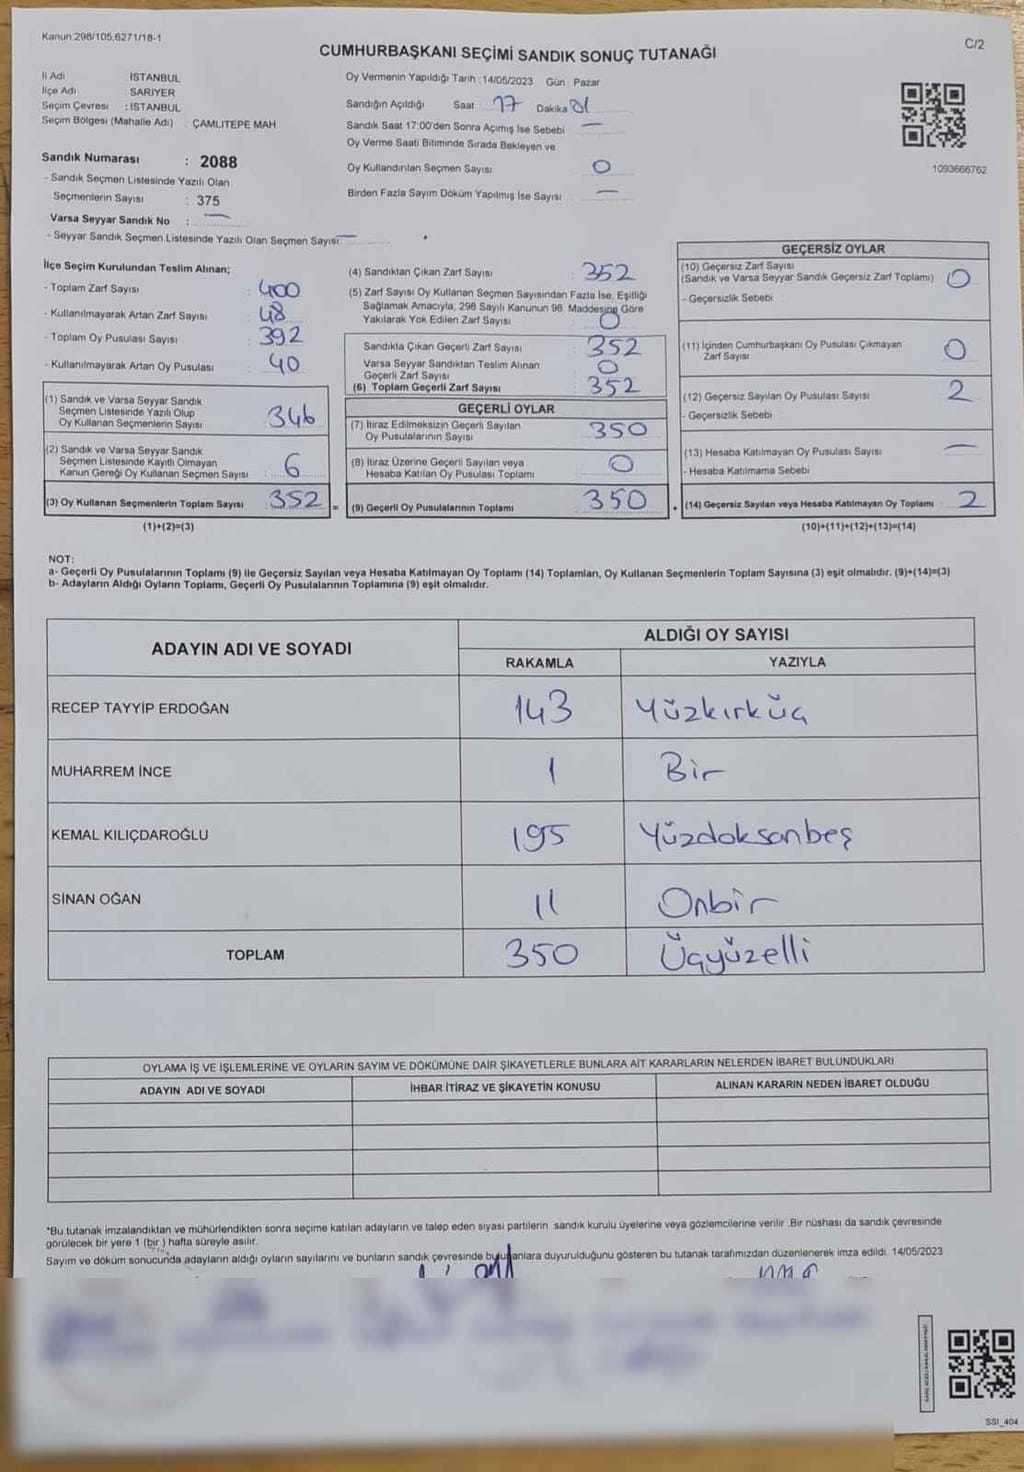 Kanun 298/105,6271/18-1
C/2
CUMHURBAŞKANI SEÇİMİ SANDIK SONUÇ TUTANAĞI
İl Adı İSTANBUL
İlçe Adı SARIYER
Seçim Çevresi : İSTANBUL
Seçim Bölgesi (Mahalle Adı) : ÇAMLITEPE MAH.
Oy Vermenin Yapıldığı Tarih : 14/05/2023 Gün : Pazar
Sandığın Açıldığı Saat 17 Dakika 01
Sandık Saat 17:00'den Sonra Açımış İse Sebebi —
Oy Verme Saati Bitiminde Sırada Bekleyen ve
Oy Kullandırılan Seçmen Sayısı 0
Birden Fazla Sayım Döküm Yapılmış İse Sayısı —
1093666762
Sandık Numarası : 2088
- Sandık Seçmen Listesinde Yazılı Olan
Seçmenlerin Sayısı : 375
Varsa Seyyar Sandık No : —
- Seyyar Sandık Seçmen Listesinde Yazılı Olan Seçmen Sayısı: —
İlçe Seçim Kurulundan Teslim Alınan;
- Toplam Zarf Sayısı : 400
- Kullanılmayarak Artan Zarf Sayısı : 48
- Toplam Oy Pusulası Sayısı : 392
- Kullanılmayarak Artan Oy Pusulası : 40
(1) Sandık ve Varsa Seyyar Sandık
Seçmen Listesinde Yazılı Olup
Oy Kullanan Seçmenlerin Sayısı : 346
(2) Sandık ve Varsa Seyyar Sandık
Seçmen Listesinde Kayıtlı Olmayan
Kanun Gereği Oy Kullanan Seçmen Sayısı : 6
(3) Oy Kullanan Seçmenlerin Toplam Sayısı : 352 =
(1)+(2)=(3)
(4) Sandıktan Çıkan Zarf Sayısı : 352
(5) Zarf Sayısı Oy Kullanan Seçmen Sayısından Fazla İse, Eşitliği
Sağlamak Amacıyla, 298 Sayılı Kanunun 98. Maddesine Göre
Yakılarak Yok Edilen Zarf Sayısı : 0
Sandıkta Çıkan Geçerli Zarf Sayısı : 352
Varsa Seyyar Sandıktan Teslim Alınan
Geçerli Zarf Sayısı : 0
(6) Toplam Geçerli Zarf Sayısı : 352
GEÇERLİ OYLAR
(7) İtiraz Edilmeksizin Geçerli Sayılan
Oy Pusulalarının Sayısı : 350
(8) İtiraz Üzerine Geçerli Sayılan veya
Hesaba Katılan Oy Pusulası Toplamı : 0
(9) Geçerli Oy Pusulalarının Toplamı : 350 +
GEÇERSİZ OYLAR
(10) Geçersiz Zarf Sayısı
(Sandık ve Varsa Seyyar Sandık Geçersiz Zarf Toplamı) : 0
- Geçersizlik Sebebi :
(11) İçinden Cumhurbaşkanı Oy Pusulası Çıkmayan
Zarf Sayısı : 0
(12) Geçersiz Sayılan Oy Pusulası Sayısı : 2
- Geçersizlik Sebebi :
(13) Hesaba Katılmayan Oy Pusulası Sayısı : —
- Hesaba Katılmama Sebebi :
(14) Geçersiz Sayılan veya Hesaba Katılmayan Oy Toplamı : 2
(10)+(11)+(12)+(13)=(14)
NOT:
a- Geçerli Oy Pusulalarının Toplamı (9) ile Geçersiz Sayılan veya Hesaba Katılmayan Oy Toplamı (14) Toplamları, Oy Kullanan Seçmenlerin Toplam Sayısına (3) eşit olmalıdır. (9)+(14)=(3)
b- Adayların Aldığı Oyların Toplamı, Geçerli Oy Pusulalarının Toplamına (9) eşit olmalıdır.
ADAYIN ADI VE SOYADI ALDIĞI OY SAYISI
RAKAMLA YAZIYLA
RECEP TAYYİP ERDOĞAN 143 Yüzkırküç
MUHARREM İNCE 1 Bir
KEMAL KILIÇDAROĞLU 195 Yüzdoksanbeş
SİNAN OĞAN 11 Onbir
TOPLAM 350 Üçyüzelli
OYLAMA İŞ VE İŞLEMLERİNE VE OYLARIN SAYIM VE DÖKÜMÜNE DAİR ŞİKAYETLERLE BUNLARA AİT KARARLARIN NELERDEN İBARET BULUNDUKLARI
ADAYIN ADI VE SOYADI İHBAR İTİRAZ VE ŞİKAYETİN KONUSU ALINAN KARARIN NEDEN İBARET OLDUĞU
*Bu tutanak imzalandıktan ve mühürlendikten sonra seçime katılan adayların ve talep eden siyasi partilerin sandık kurulu üyelerine veya gözlemcilerine verilir. Bir nüshası da sandık çevresinde
görülecek bir yere 1 (bir ) hafta süreyle asılır.
Sayım ve döküm sonucunda adayların aldığı oyların sayılarını ve bunların sandık çevresinde bulunanlara duyurulduğunu gösteren bu tutanak tarafımızdan düzenlenerek imza edildi. 14/05/2023
SSI_404